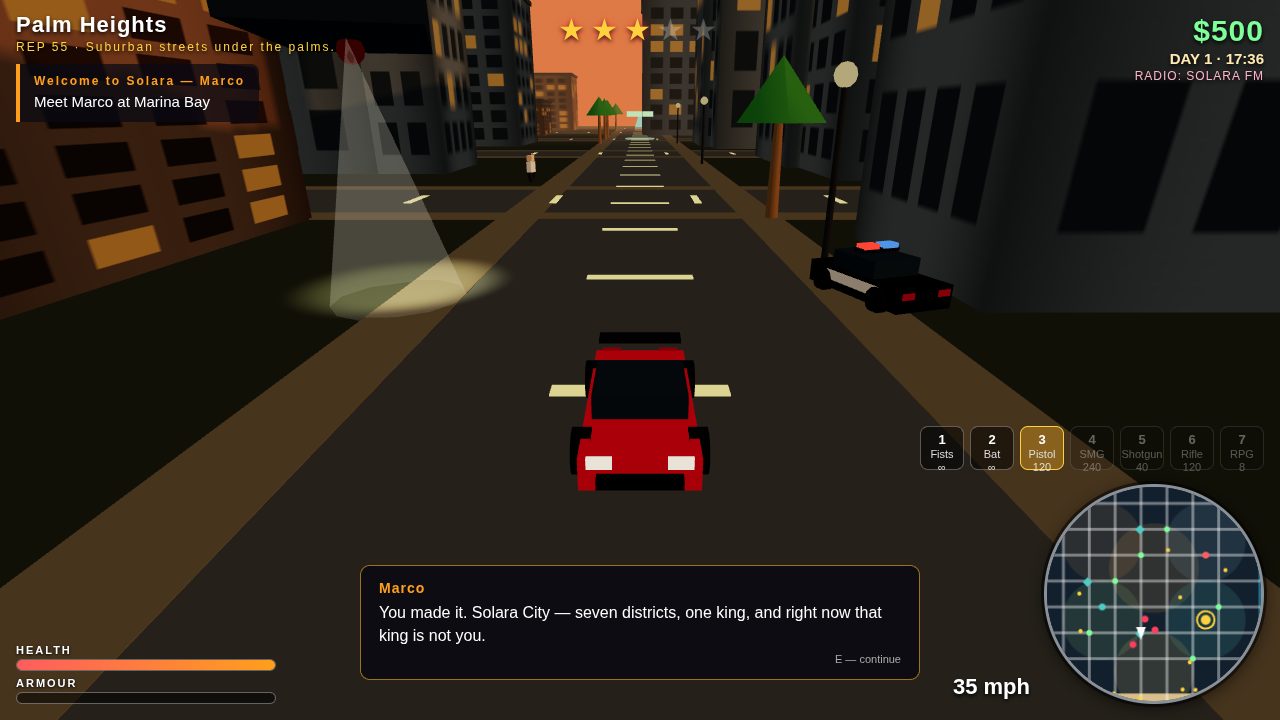 Palm Heights
REP 55 · Suburban streets under the palms.
Welcome to Solara — Marco
Meet Marco at Marina Bay
$500
DAY 1 · 17:36
RADIO: SOLARA FM
1
Fists
∞
2
Bat
∞
3
Pistol
120
4
SMG
240
5
Shotgun
40
6
Rifle
120
7
RPG
8
Marco
You made it. Solara City — seven districts, one king, and right now that
king is not you.
E — continue
HEALTH
ARMOUR
35 mph